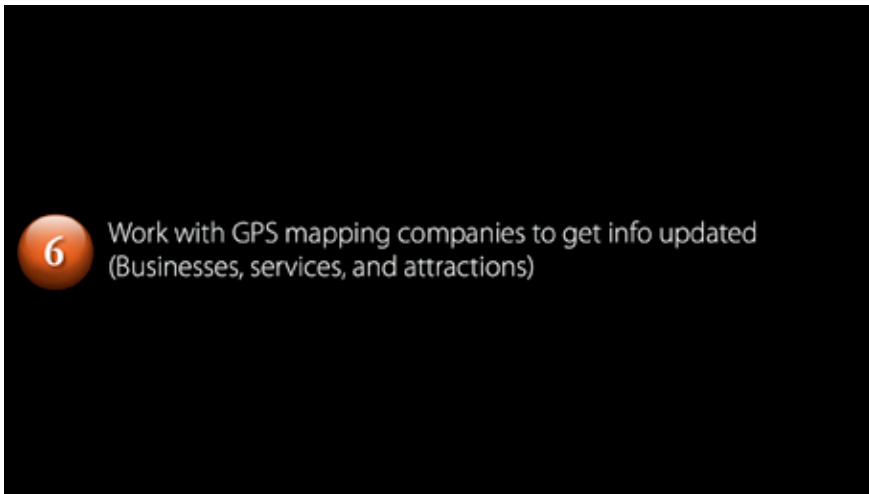 6
Work with GPS mapping companies to get info updated
(Businesses, services, and attractions)